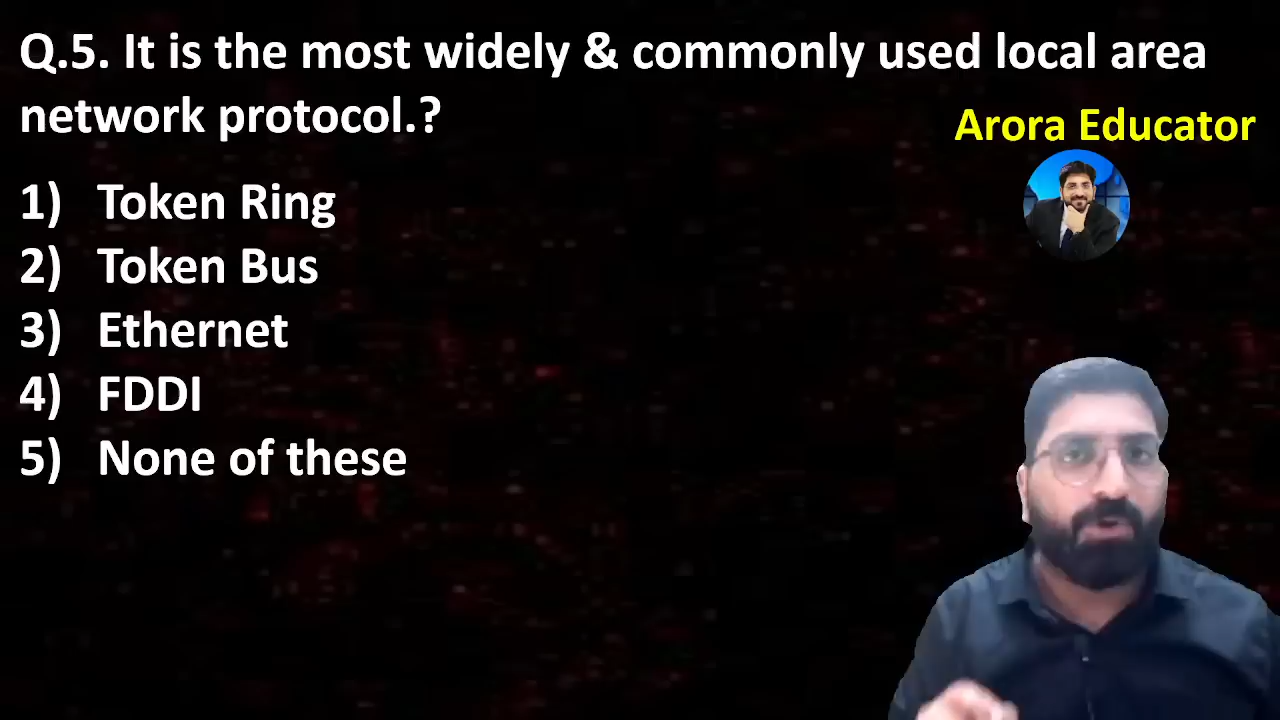 Q.5. It is the most widely & commonly used local area
network protocol.?
Arora Educator
1) Token Ring
2) Token Bus
3) Ethernet
4) FDDI
5) None of these